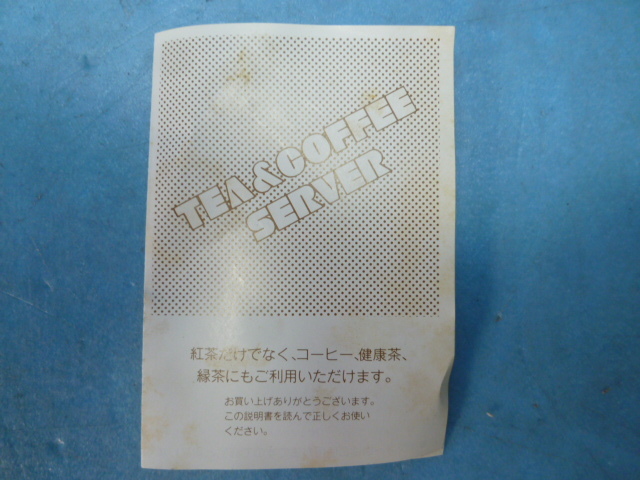 TEA&COFFEE
SERVER
紅茶だけでなく、コーヒー、健康茶、
緑茶にもご利用いただけます。
お買い上げありがとうございます。
この説明書を読んで正しくお使い
ください。